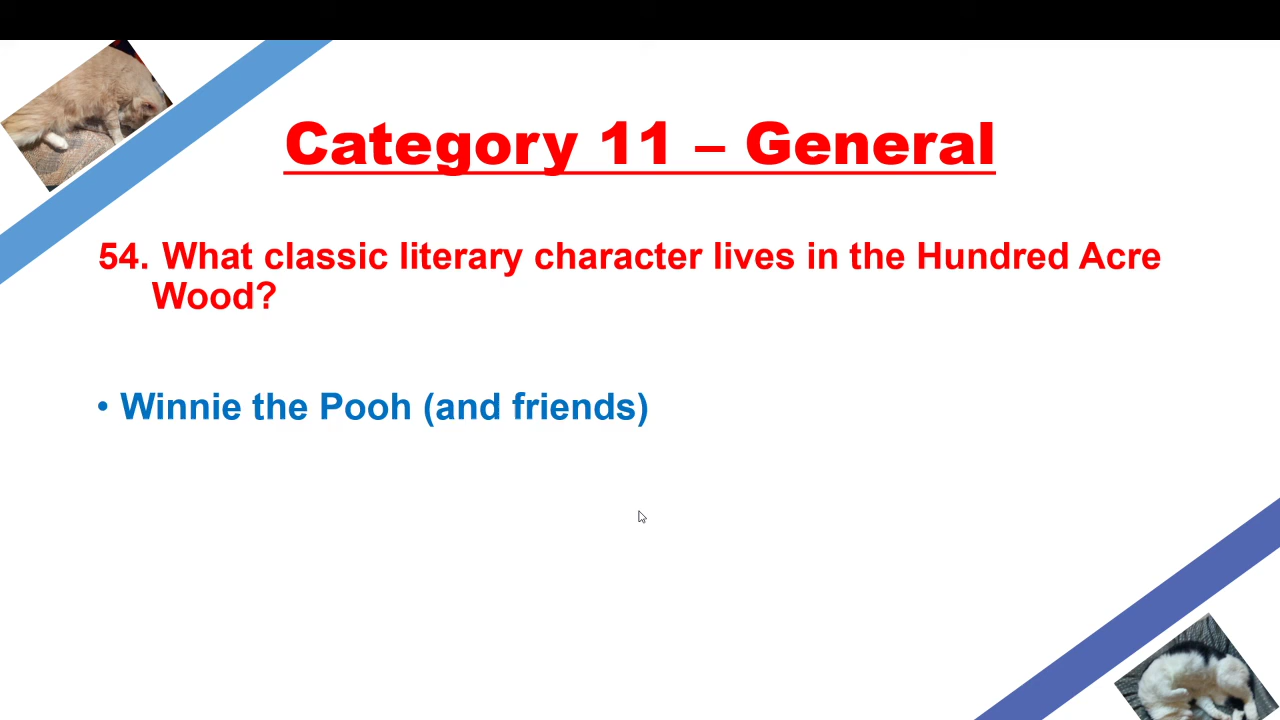 Category 11 – General
54. What classic literary character lives in the Hundred Acre
Wood?
• Winnie the Pooh (and friends)